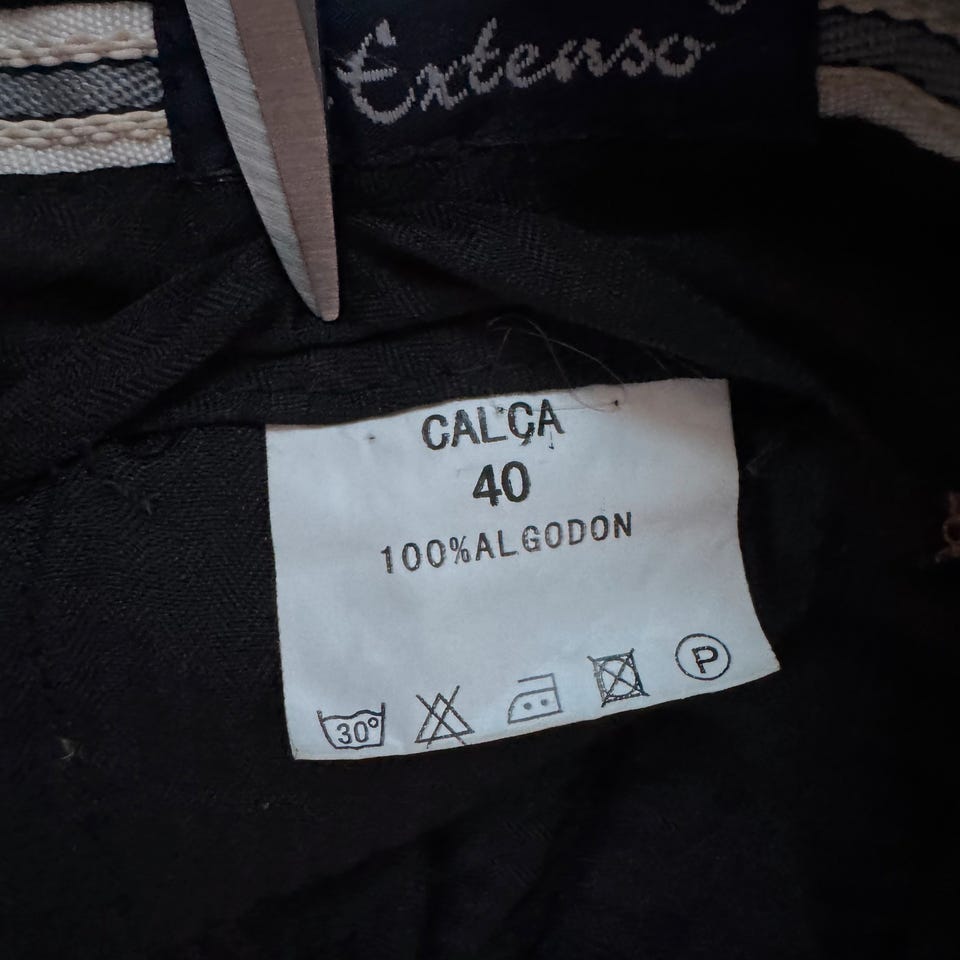 Extenso
CALÇA
40
100%ALGODON
30°
P